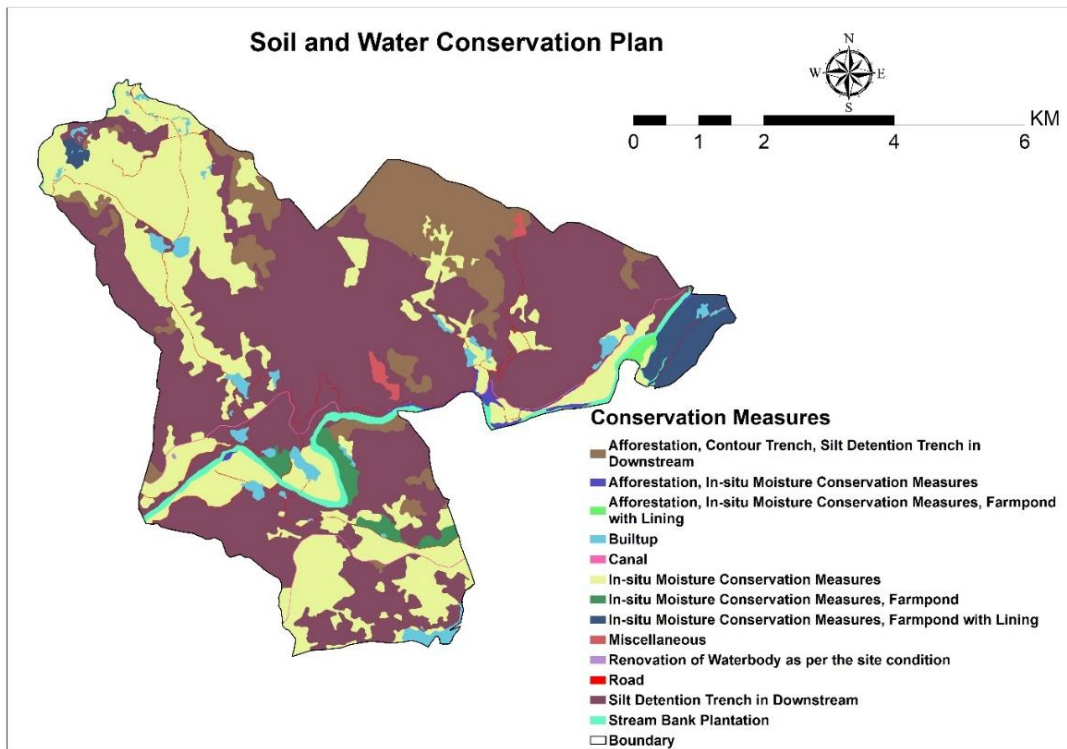 Soil and Water Conservation Plan
N
W E
S
KM
0 1 2 4 6
Conservation Measures
Afforestation, Contour Trench, Silt Detention Trench in
Downstream
Afforestation, In-situ Moisture Conservation Measures
Afforestation, In-situ Moisture Conservation Measures, Farmpond
with Lining
Builtup
Canal
In-situ Moisture Conservation Measures
In-situ Moisture Conservation Measures, Farmpond
In-situ Moisture Conservation Measures, Farmpond with Lining
Miscellaneous
Renovation of Waterbody as per the site condition
Road
Silt Detention Trench in Downstream
Stream Bank Plantation
Boundary